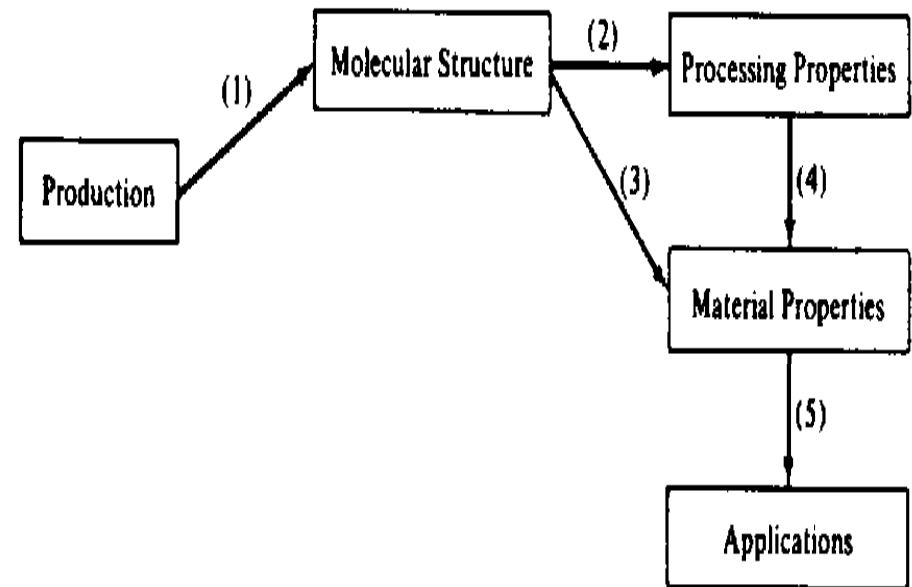 (2)
Molecular Structure
Processing Properties
(1)
Production
(3)
(4)
Material Properties
(5)
Applications